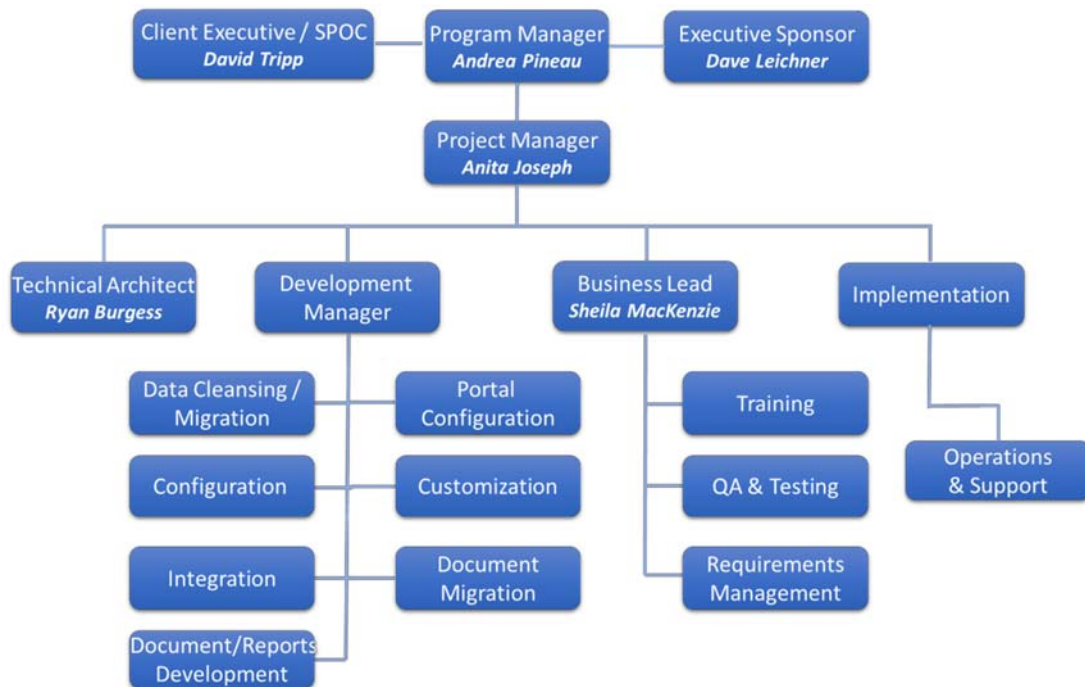 Client Executive / SPOC
David Tripp
Program Manager
Andrea Pineau
Executive Sponsor
Dave Leichner
Project Manager
Anita Joseph
Technical Architect
Ryan Burgess
Development
Manager
Business Lead
Sheila MacKenzie
Implementation
Data Cleansing /
Migration
Portal
Configuration
Training
Configuration
Customization
QA & Testing
Operations
& Support
Integration
Document
Migration
Requirements
Management
Document/Reports
Development